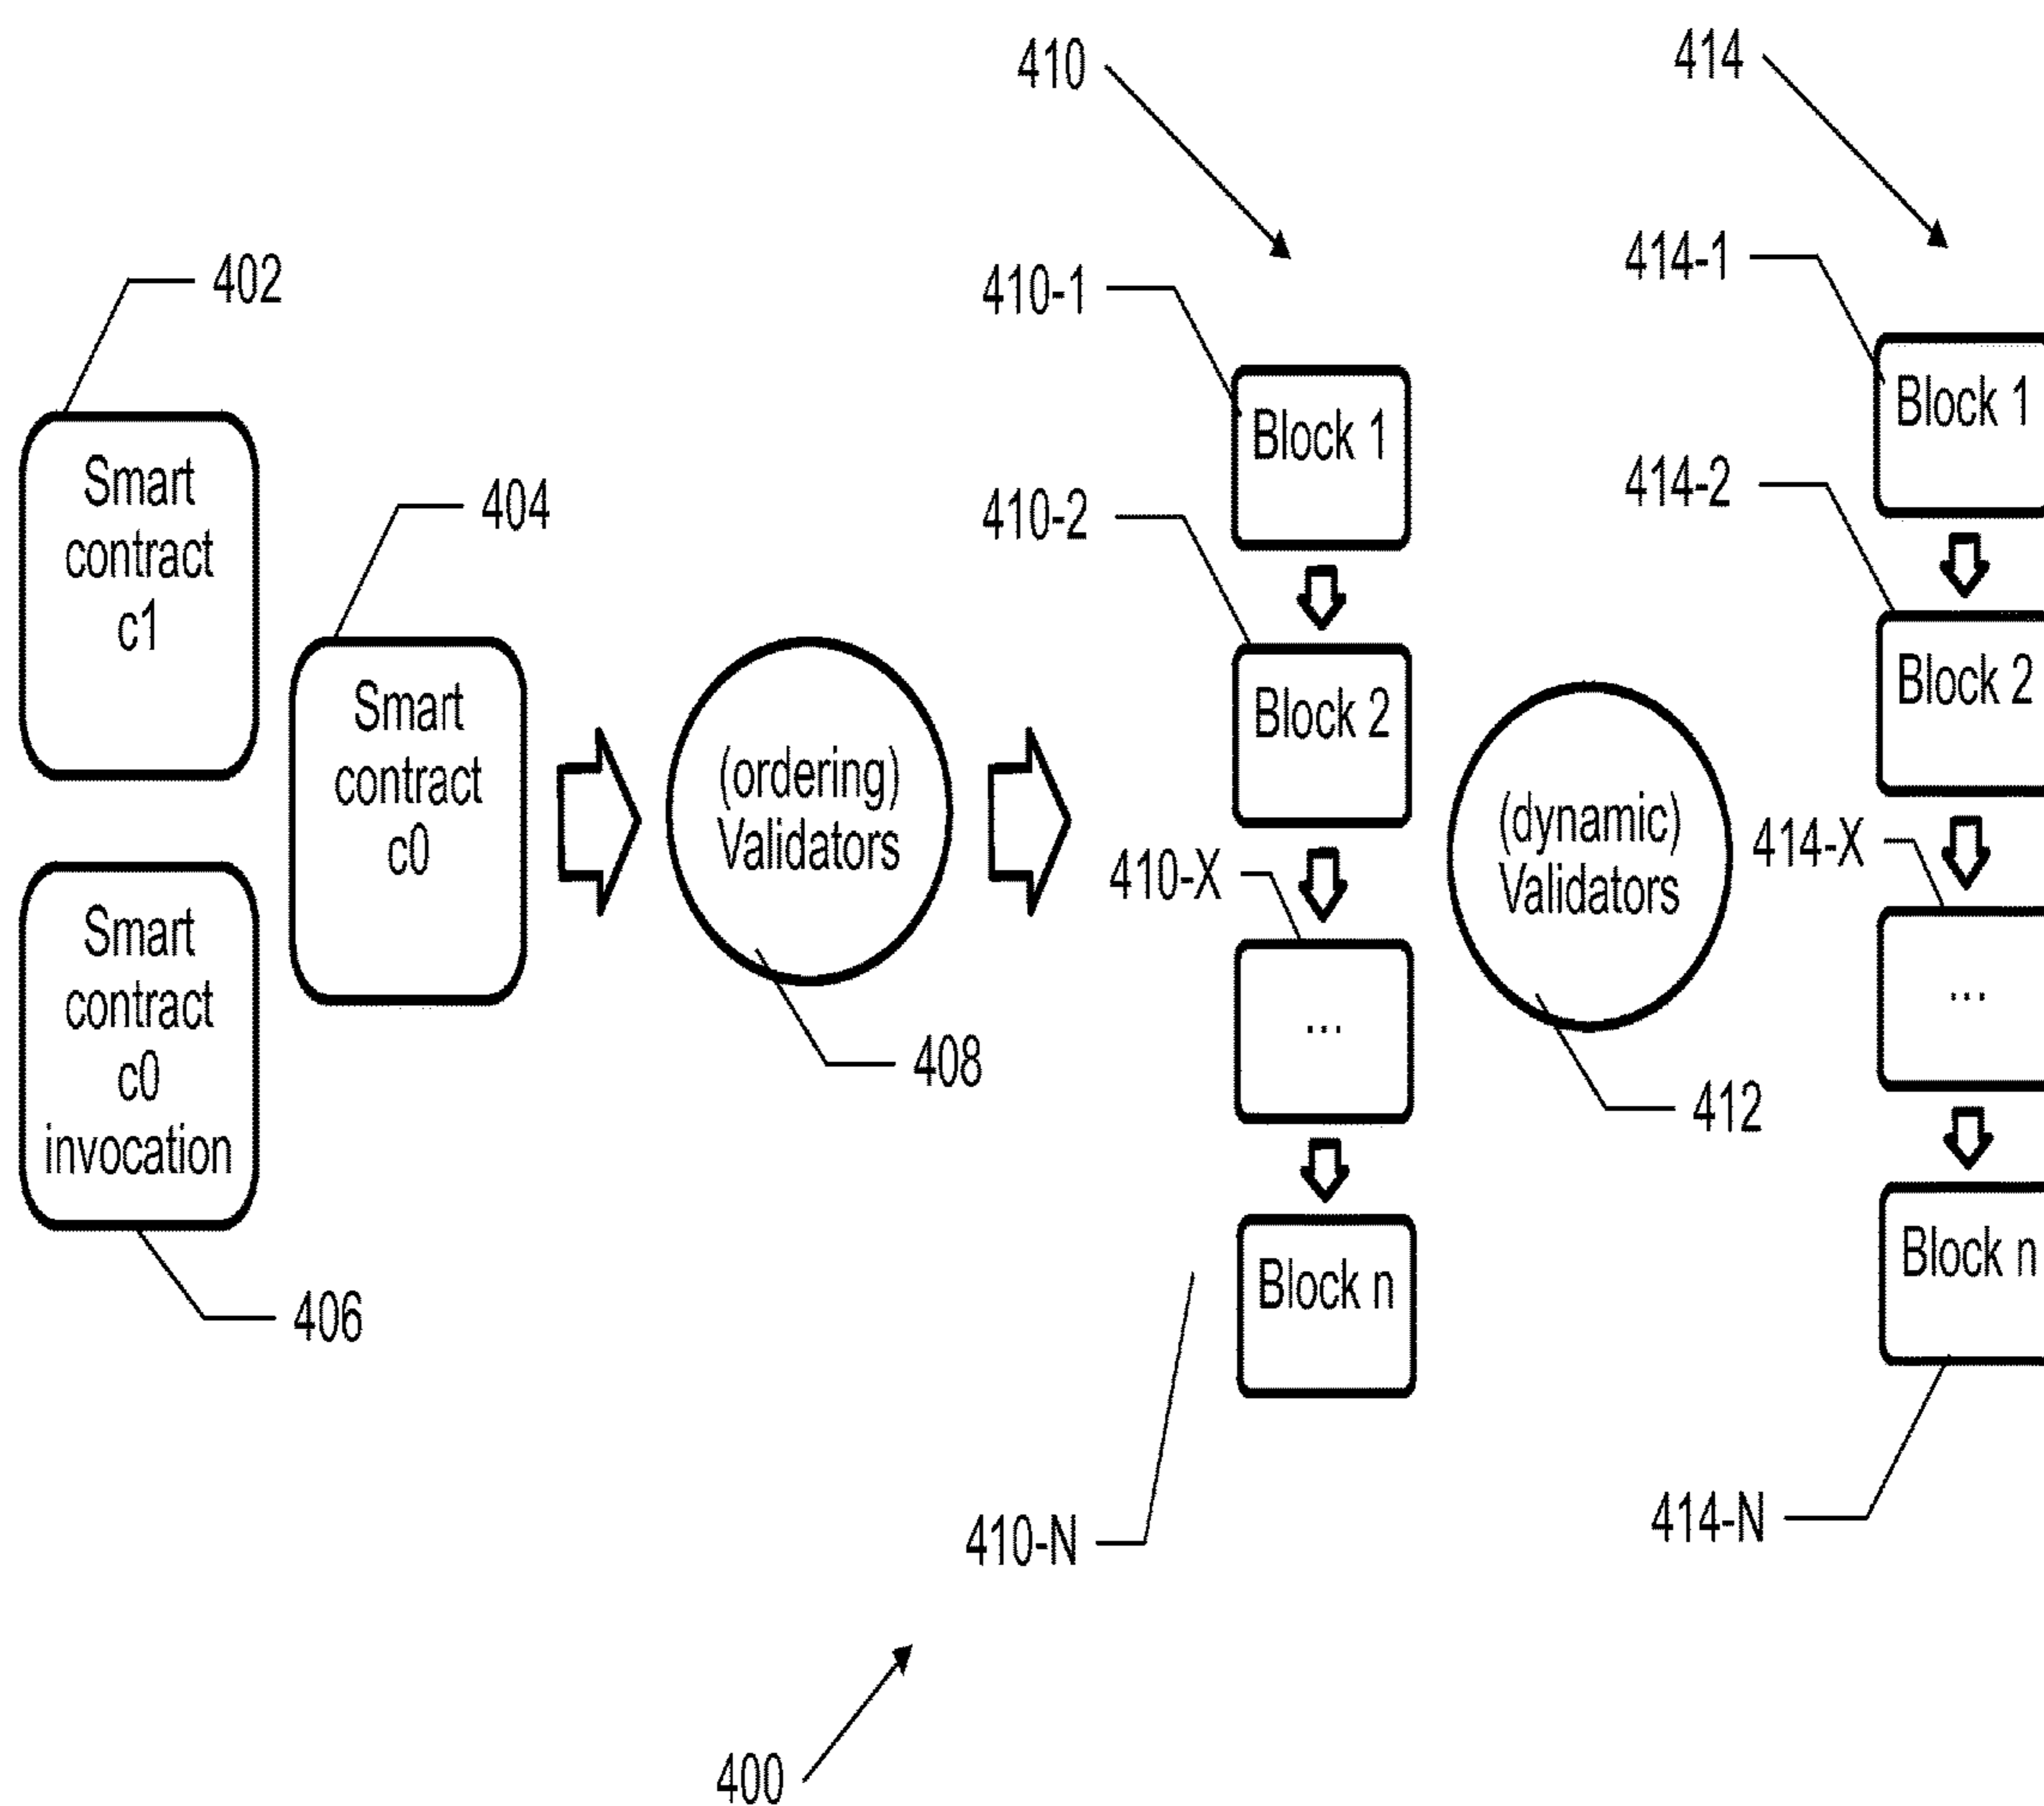 410
414
402
410-1
414-1
Smart
contract
c1
404
410-2
Block 1
414-2
Block 1
Smart
contract
c0
(ordering)
Validators
Block 2
(dynamic)
Validators
Block 2
410-X
414-X
Smart
contract
c0
invocation
408
...
412
...
406
Block n
Block n
410-N
414-N
400